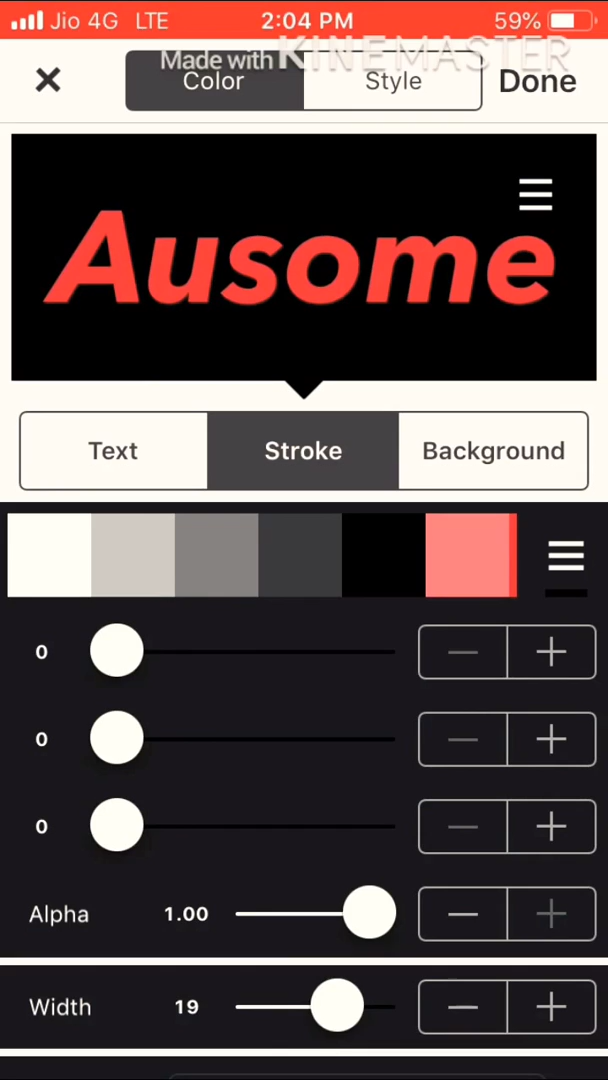 Jio 4G LTE 2:04 PM 59%
Made with KINEMASTER
Color Style Done
Ausome
Text Stroke Background
0
0
0
Alpha 1.00
Width 19